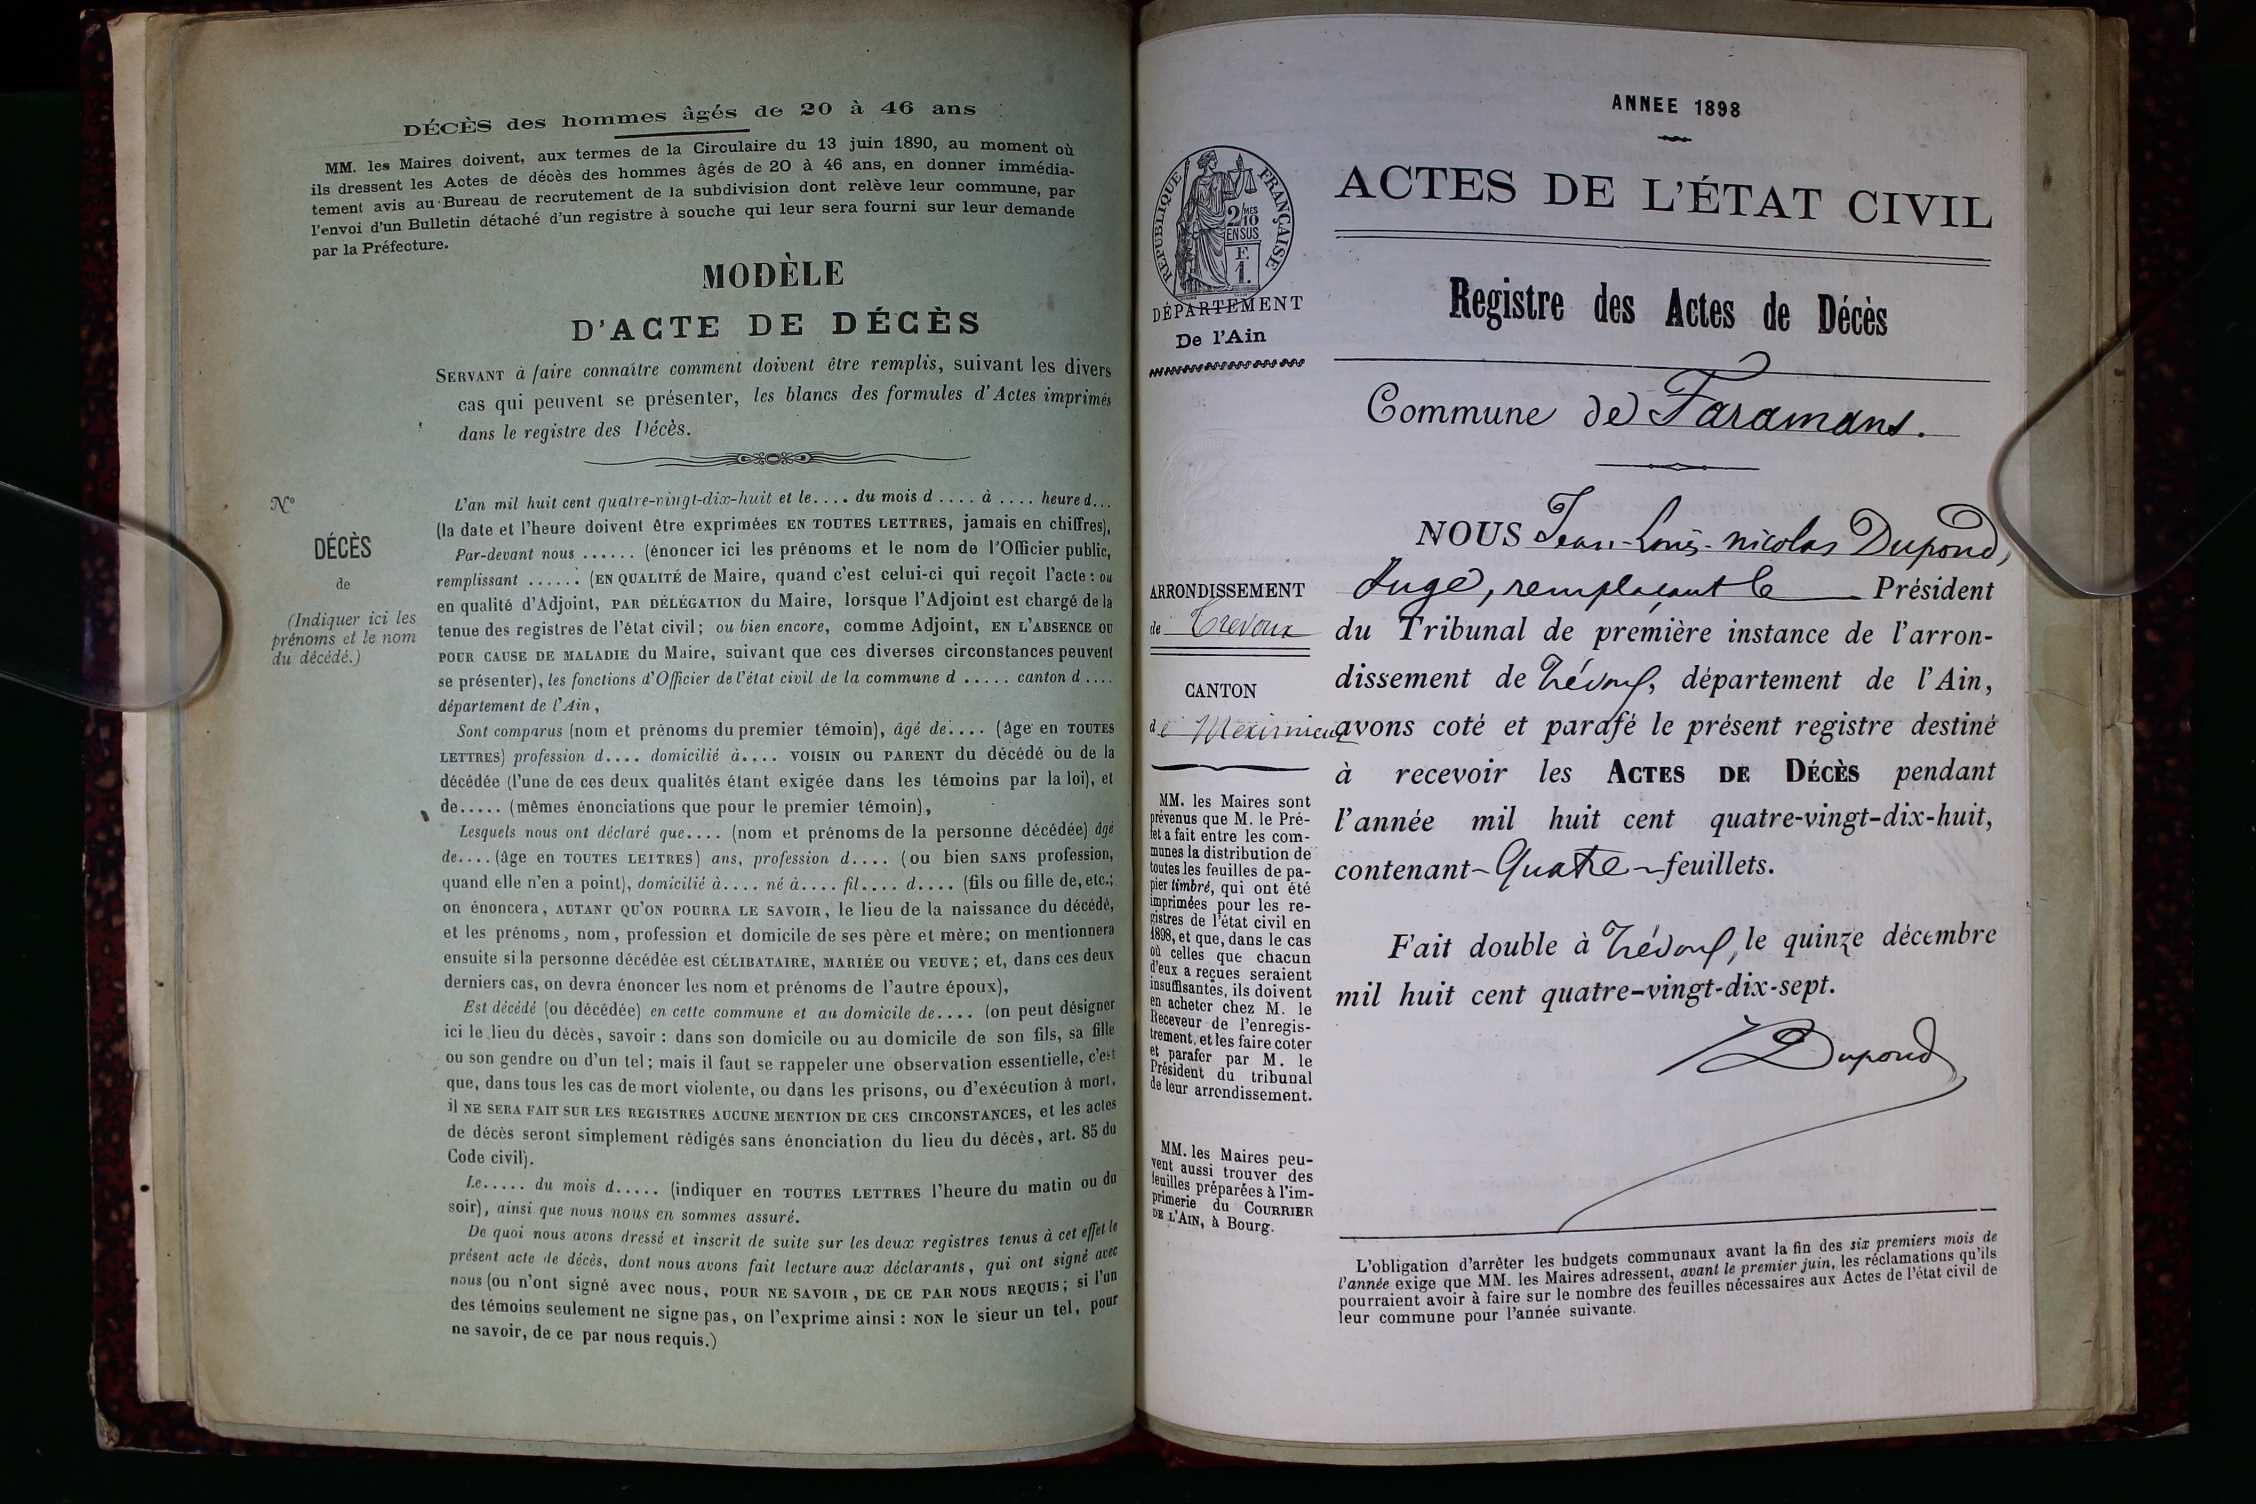 DÉCÈS des hommes âgés de 20 à 46 ans
MM. les Maires doivent, aux termes de la Circulaire du 13 juin 1890, au moment où
ils dressent les Actes de décès des hommes âgés de 20 à 46 ans, en donner immédia-
tement avis au Bureau de recrutement de la subdivision dont relève leur commune, par
l'envoi d'un Bulletin détaché d'un registre à souche qui leur sera fourni sur leur demande
par la Préfecture.
MODÈLE
D'ACTE DE DÉCÈS
SERVANT à faire connaître comment doivent être remplis, suivant les divers
cas qui peuvent se présenter, les blancs des formules d'Actes imprimés
dans le registre des Décès.
N°
DÉCÈS
de
(Indiquer ici les
prénoms et le nom
du décédé.)
L'an mil huit cent quatre-vingt-dix-huit et le.... du mois d .... à .... heure d...
(la date et l'heure doivent être exprimées EN TOUTES LETTRES, jamais en chiffres),
Par-devant nous ...... (énoncer ici les prénoms et le nom de l'Officier public,
remplissant ...... (EN QUALITÉ de Maire, quand c'est celui-ci qui reçoit l'acte : ou
en qualité d'Adjoint, PAR DÉLÉGATION du Maire, lorsque l'Adjoint est chargé de la
tenue des registres de l'état civil; ou bien encore, comme Adjoint, EN L'ABSENCE OU
POUR CAUSE DE MALADIE du Maire, suivant que ces diverses circonstances peuvent
se présenter), les fonctions d'Officier de l'état civil de la commune d ..... canton d ....
département de l'Ain,
Sont comparus (nom et prénoms du premier témoin), âgé de.... (âge en TOUTES
LETTRES) profession d.... domicilié à.... VOISIN OU PARENT du décédé ou de la
décédée (l'une de ces deux qualités étant exigée dans les témoins par la loi), et
de..... (mêmes énonciations que pour le premier témoin),
Lesquels nous ont déclaré que.... (nom et prénoms de la personne décédée) âgé
de.... (âge en TOUTES LEITRES) ans, profession d.... (ou bien SANS profession,
quand elle n'en a point), domicilié à.... né à.... fil.... d.... (fils ou fille de, etc.;
on énoncera, AUTANT QU'ON POURRA LE SAVOIR, le lieu de la naissance du décédé,
et les prénoms, nom, profession et domicile de ses père et mère; on mentionnera
ensuite si la personne décédée est CÉLIBATAIRE, MARIÉE OU VEUVE; et, dans ces deux
derniers cas, on devra énoncer les nom et prénoms de l'autre époux),
Est décédé (ou décédée) en cette commune et au domicile de.... (on peut désigner
ici le lieu du décès, savoir : dans son domicile ou au domicile de son fils, sa fille
ou son gendre ou d'un tel; mais il faut se rappeler une observation essentielle, c'est
que, dans tous les cas de mort violente, ou dans les prisons, ou d'exécution à mort,
il NE SERA FAIT SUR LES REGISTRES AUCUNE MENTION DE CES CIRCONSTANCES, et les actes
de décès seront simplement rédigés sans énonciation du lieu du décès, art. 85 du
Code civil).
Le..... du mois d..... (indiquer en TOUTES LETTRES l'heure du matin ou du
soir), ainsi que nous nous en sommes assuré.
De quoi nous avons dressé et inscrit de suite sur les deux registres tenus à cet effet le
présent acte de décès, dont nous avons fait lecture aux déclarants, qui ont signé avec
nous (ou n'ont signé avec nous, POUR NE SAVOIR, DE CE PAR NOUS REQUIS; si l'un
des témoins seulement ne signe pas, on l'exprime ainsi : NON le sieur un tel, pour
ne savoir, de ce par nous requis.)
ANNEE 1898
RÉPUBLIQUE FRANÇAISE
2/10 MES
EN SUS
F.
1.
DÉPARTEMENT
De l'Ain
ARRONDISSEMENT
de Trévoux
CANTON
de Meximieux
MM. les Maires sont
prévenus que M. le Pré-
fet a fait entre les com-
munes la distribution de
toutes les feuilles de pa-
pier timbré, qui ont été
imprimées pour les re-
gistres de l'état civil en
1898, et que, dans le cas
où celles que chacun
d'eux a reçues seraient
insuffisantes, ils doivent
en acheter chez M. le
Receveur de l'enregis-
trement, et les faire coter
et parafer par M. le
Président du tribunal
de leur arrondissement.
MM. les Maires peu-
vent aussi trouver des
feuilles préparées à l'im-
primerie du COURRIER
DE L'AIN, à Bourg.
ACTES DE L'ÉTAT CIVIL
Registre des Actes de Décès
Commune de Faramans.
NOUS Jean-Louis-Nicolas Dupond,
Juge, remplaçant le Président
du Tribunal de première instance de l'arron-
dissement de Trévoux, département de l'Ain,
avons coté et parafé le présent registre destiné
à recevoir les ACTES DE DÉCÈS pendant
l'année mil huit cent quatre-vingt-dix-huit,
contenant Quatre feuillets.
Fait double à Trévoux, le quinze décembre
mil huit cent quatre-vingt-dix-sept.
Dupond
L'obligation d'arrêter les budgets communaux avant la fin des six premiers mois de
l'année exige que MM. les Maires adressent, avant le premier juin, les réclamations qu'ils
pourraient avoir à faire sur le nombre des feuilles nécessaires aux Actes de l'état civil de
leur commune pour l'année suivante.